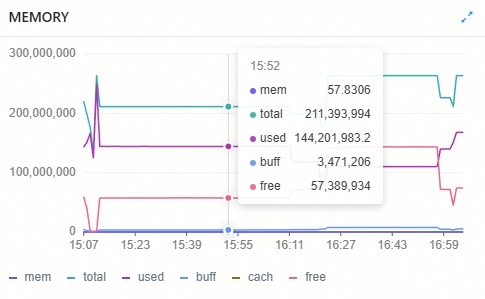 MEMORY
300,000,000
200,000,000
100,000,000
0
15:07 15:23 15:39 15:55 16:11 16:27 16:43 16:59
15:52
mem 57.8306
total 211,393,994
used 144,201,983.2
buff 3,471,206
free 57,389,934
mem total used buff cach free